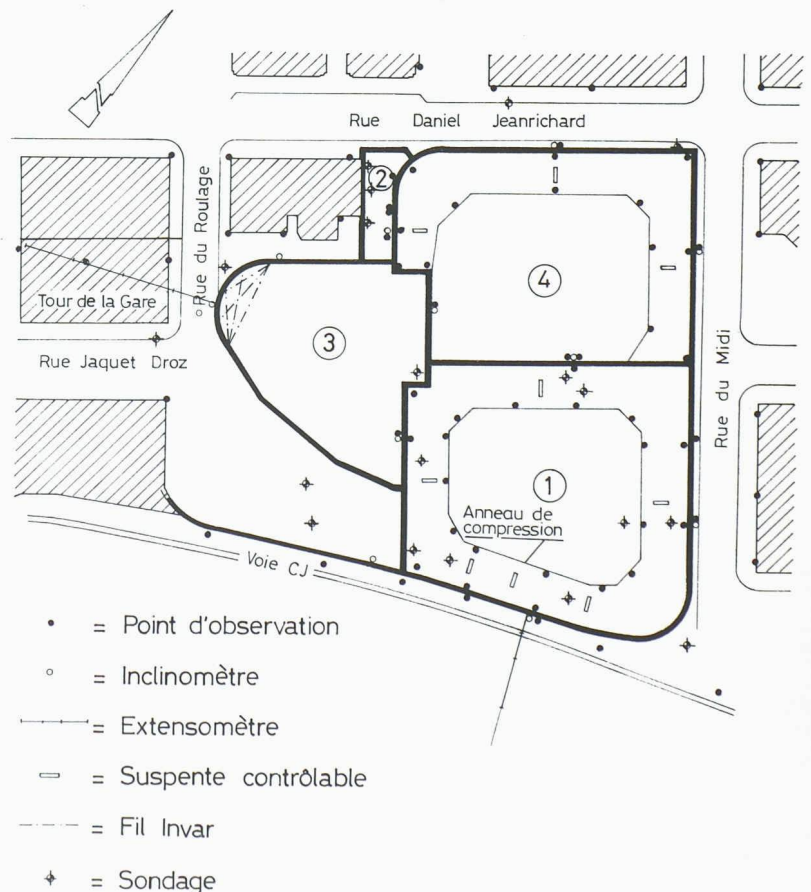 Rue Daniel Jeanrichard
Rue du Roulage
2
4
Tour de la Gare
3
Rue Jaquet Droz
Rue du Midi
1
Anneau de
compression
Voie CJ
= Point d'observation
= Inclinomètre
= Extensomètre
= Suspente contrôlable
= Fil Invar
= Sondage